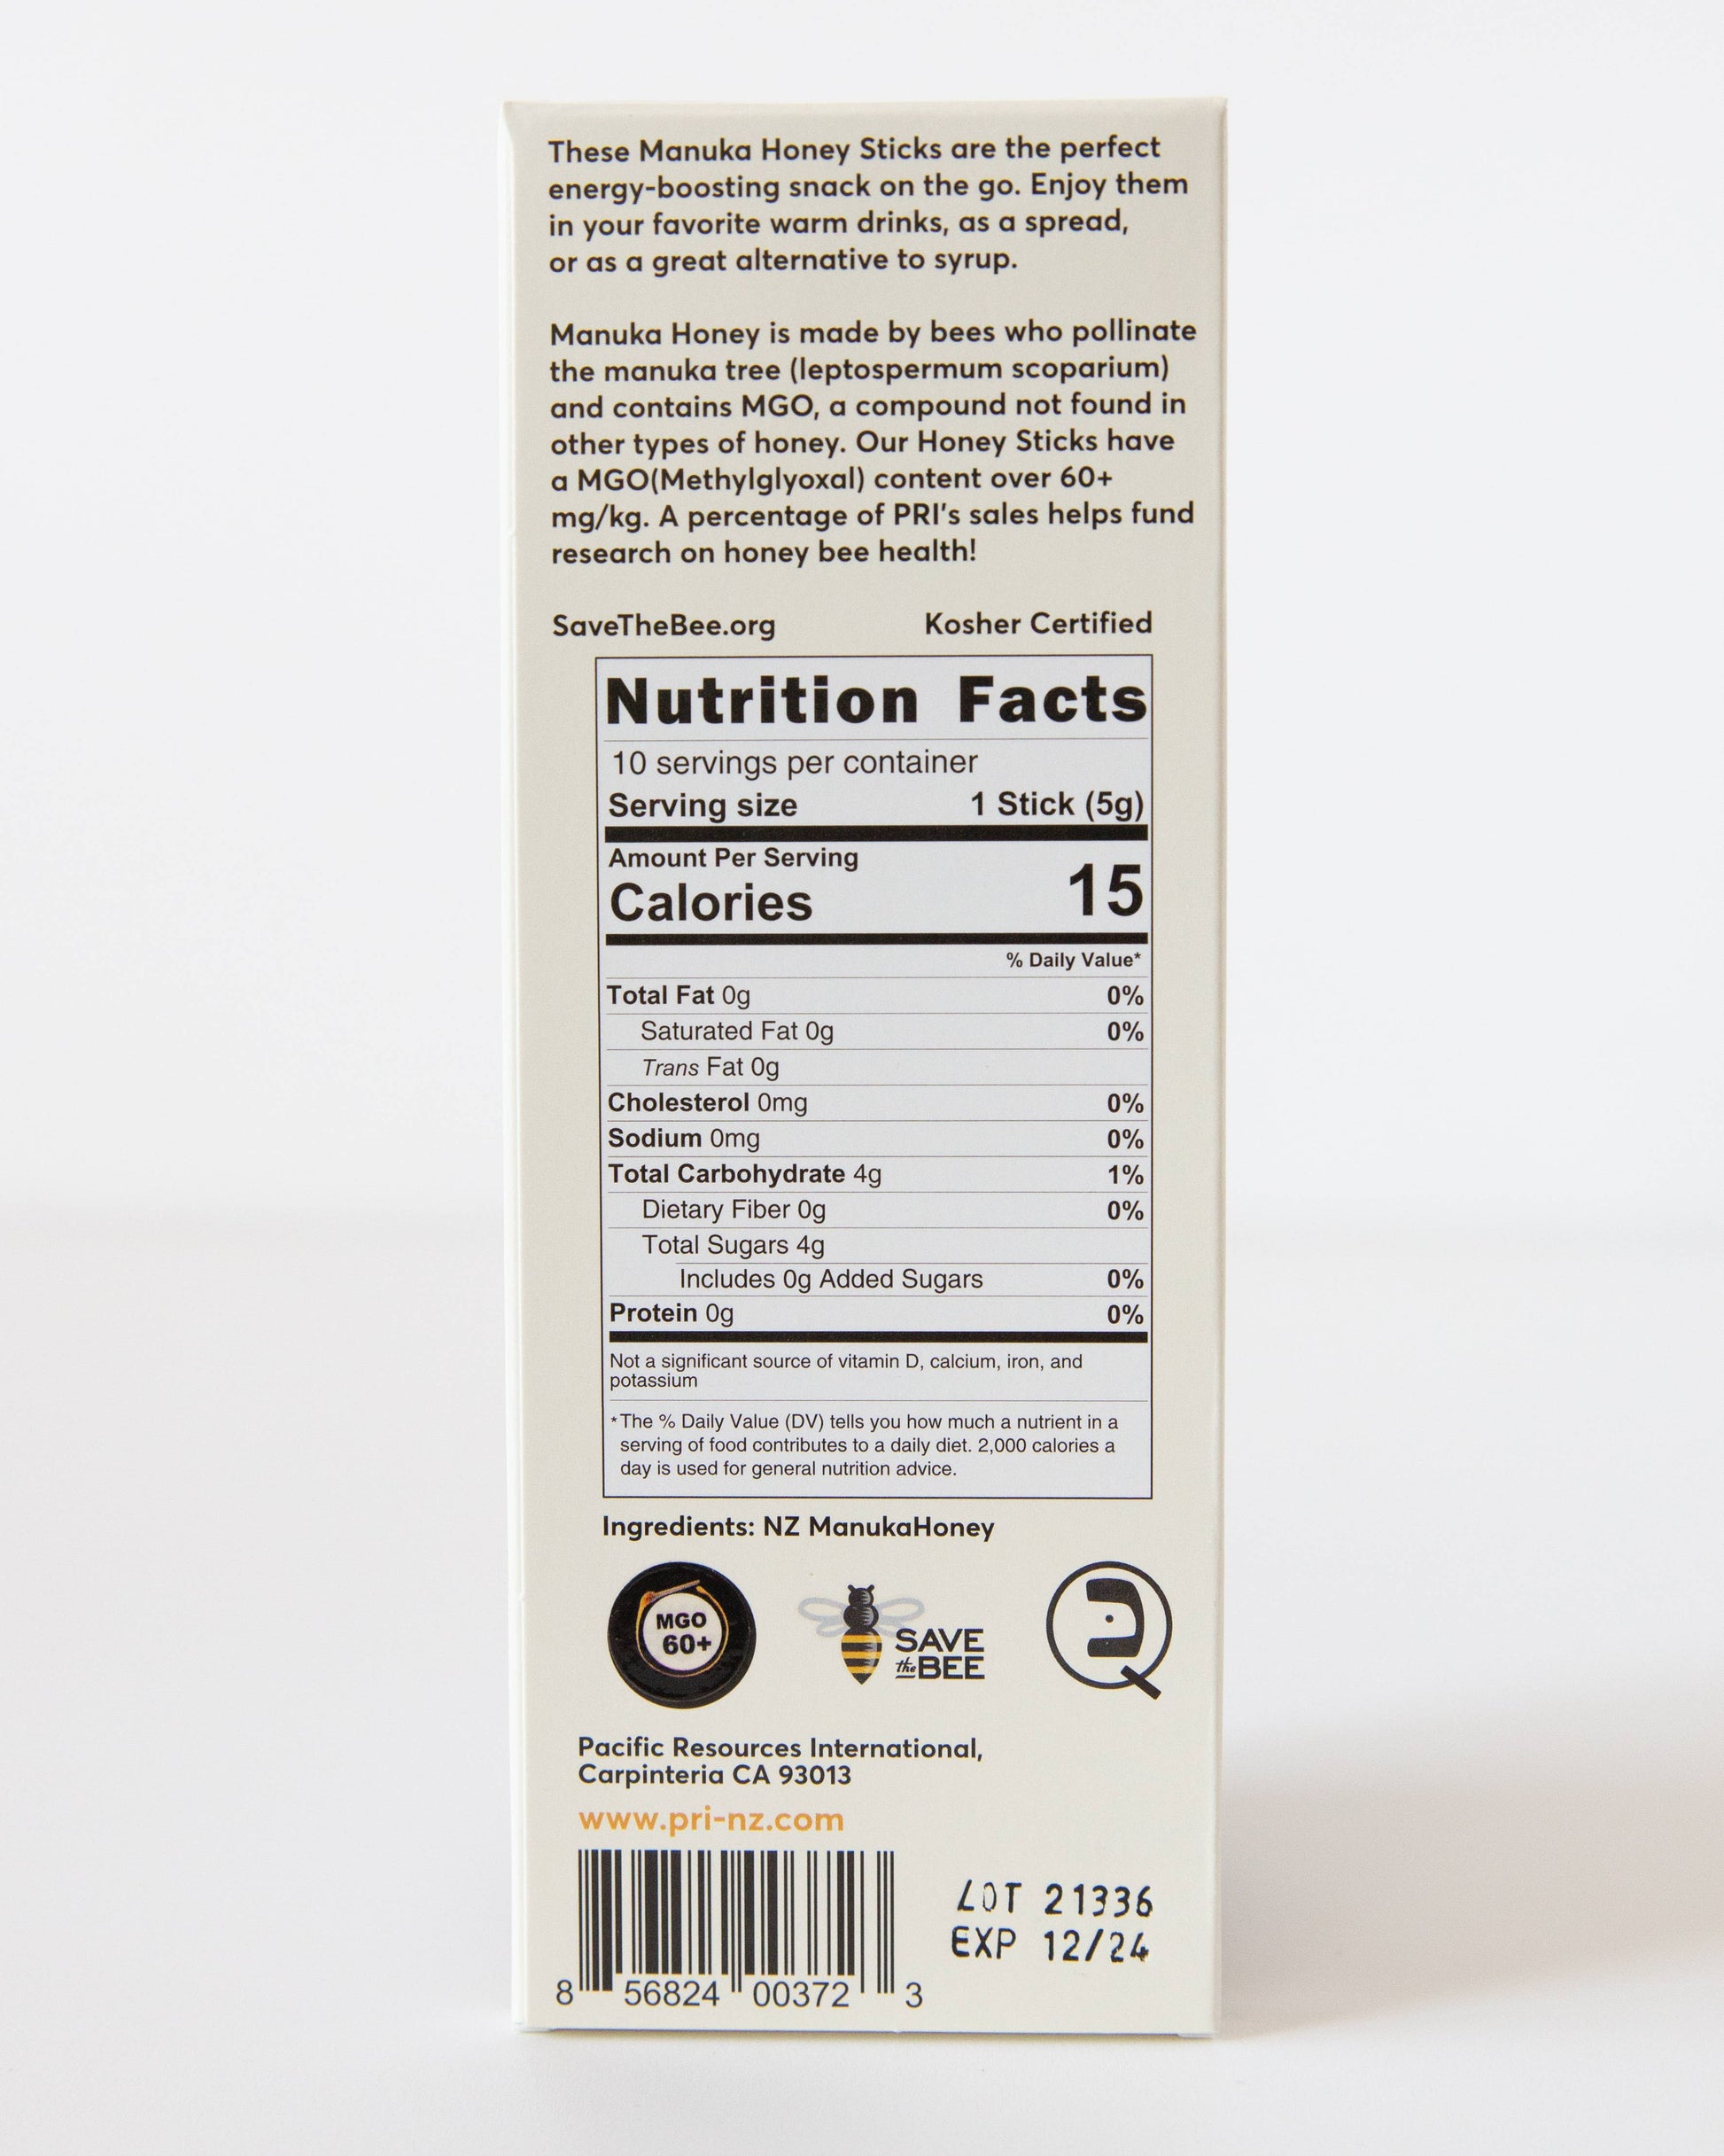 These Manuka Honey Sticks are the perfect
energy-boosting snack on the go. Enjoy them
in your favorite warm drinks, as a spread,
or as a great alternative to syrup.
Manuka Honey is made by bees who pollinate
the manuka tree (leptospermum scoparium)
and contains MGO, a compound not found in
other types of honey. Our Honey Sticks have
a MGO(Methylglyoxal) content over 60+
mg/kg. A percentage of PRI's sales helps fund
research on honey bee health!
SaveTheBee.org Kosher Certified
Nutrition Facts
10 servings per container
Serving size 1 Stick (5g)
Amount Per Serving
Calories 15
% Daily Value*
Total Fat 0g 0%
Saturated Fat 0g 0%
Trans Fat 0g
Cholesterol 0mg 0%
Sodium 0mg 0%
Total Carbohydrate 4g 1%
Dietary Fiber 0g 0%
Total Sugars 4g
Includes 0g Added Sugars 0%
Protein 0g 0%
Not a significant source of vitamin D, calcium, iron, and
potassium
*The % Daily Value (DV) tells you how much a nutrient in a
serving of food contributes to a daily diet. 2,000 calories a
day is used for general nutrition advice.
Ingredients: NZ ManukaHoney
MGO
60+
SAVE
the BEE
כּ
Pacific Resources International,
Carpinteria CA 93013
www.pri-nz.com
LOT 21336
EXP 12/24
8 56824 00372 3